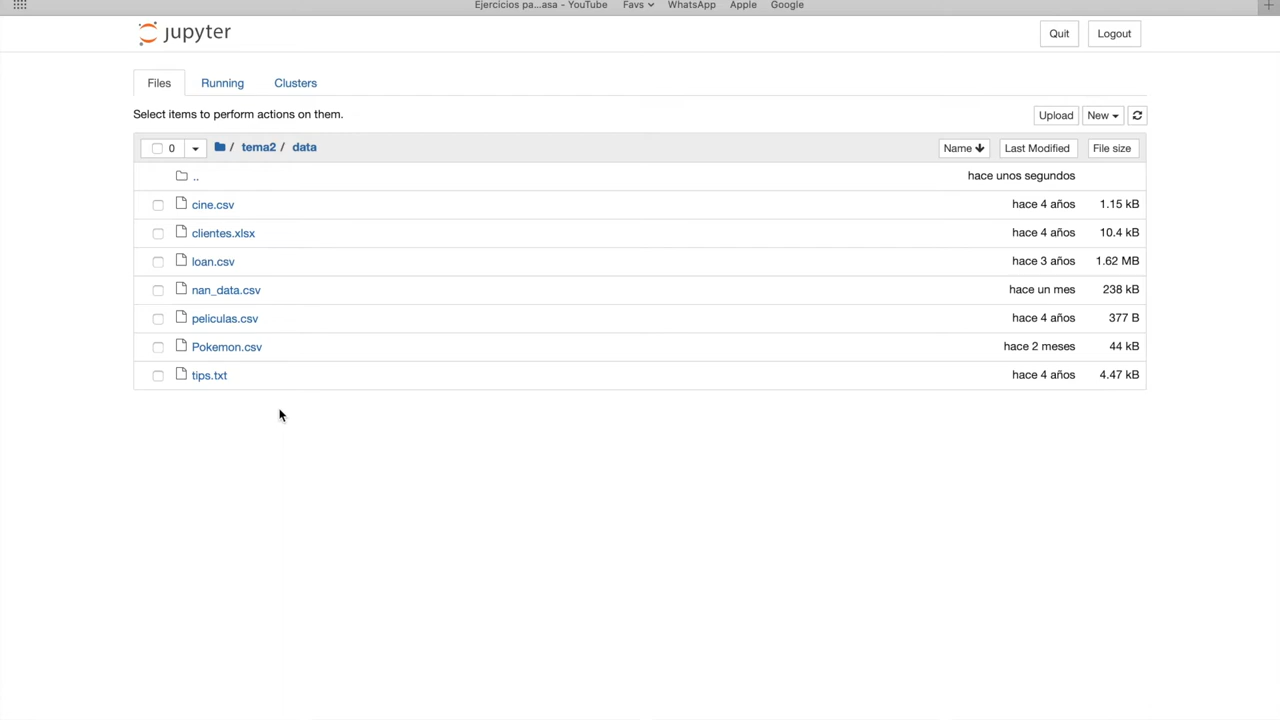 Ejercicios pa...asa - YouTube Favs WhatsApp Apple Google
jupyter Quit Logout
Files Running Clusters
Select items to perform actions on them. Upload New
0 / tema2 / data Name Last Modified File size
.. hace unos segundos
cine.csv hace 4 años 1.15 kB
clientes.xlsx hace 4 años 10.4 kB
loan.csv hace 3 años 1.62 MB
nan_data.csv hace un mes 238 kB
peliculas.csv hace 4 años 377 B
Pokemon.csv hace 2 meses 44 kB
tips.txt hace 4 años 4.47 kB